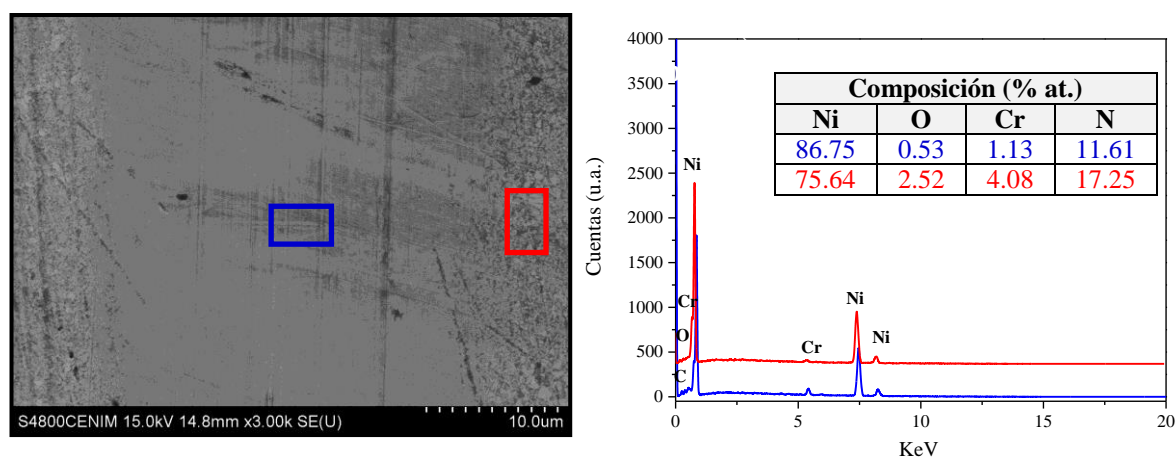 S4800CENIM 15.0kV 14.8mm x3.00k SE(U)
10.0um
4000
3500
3000
2500
2000
1500
1000
500
0
Cuentas (u.a.)
Composición (% at.)
Ni O Cr N
86.75 0.53 1.13 11.61
75.64 2.52 4.08 17.25
Ni
Cr
O
C
Cr
Ni
Ni
0 5 10 15 20
KeV